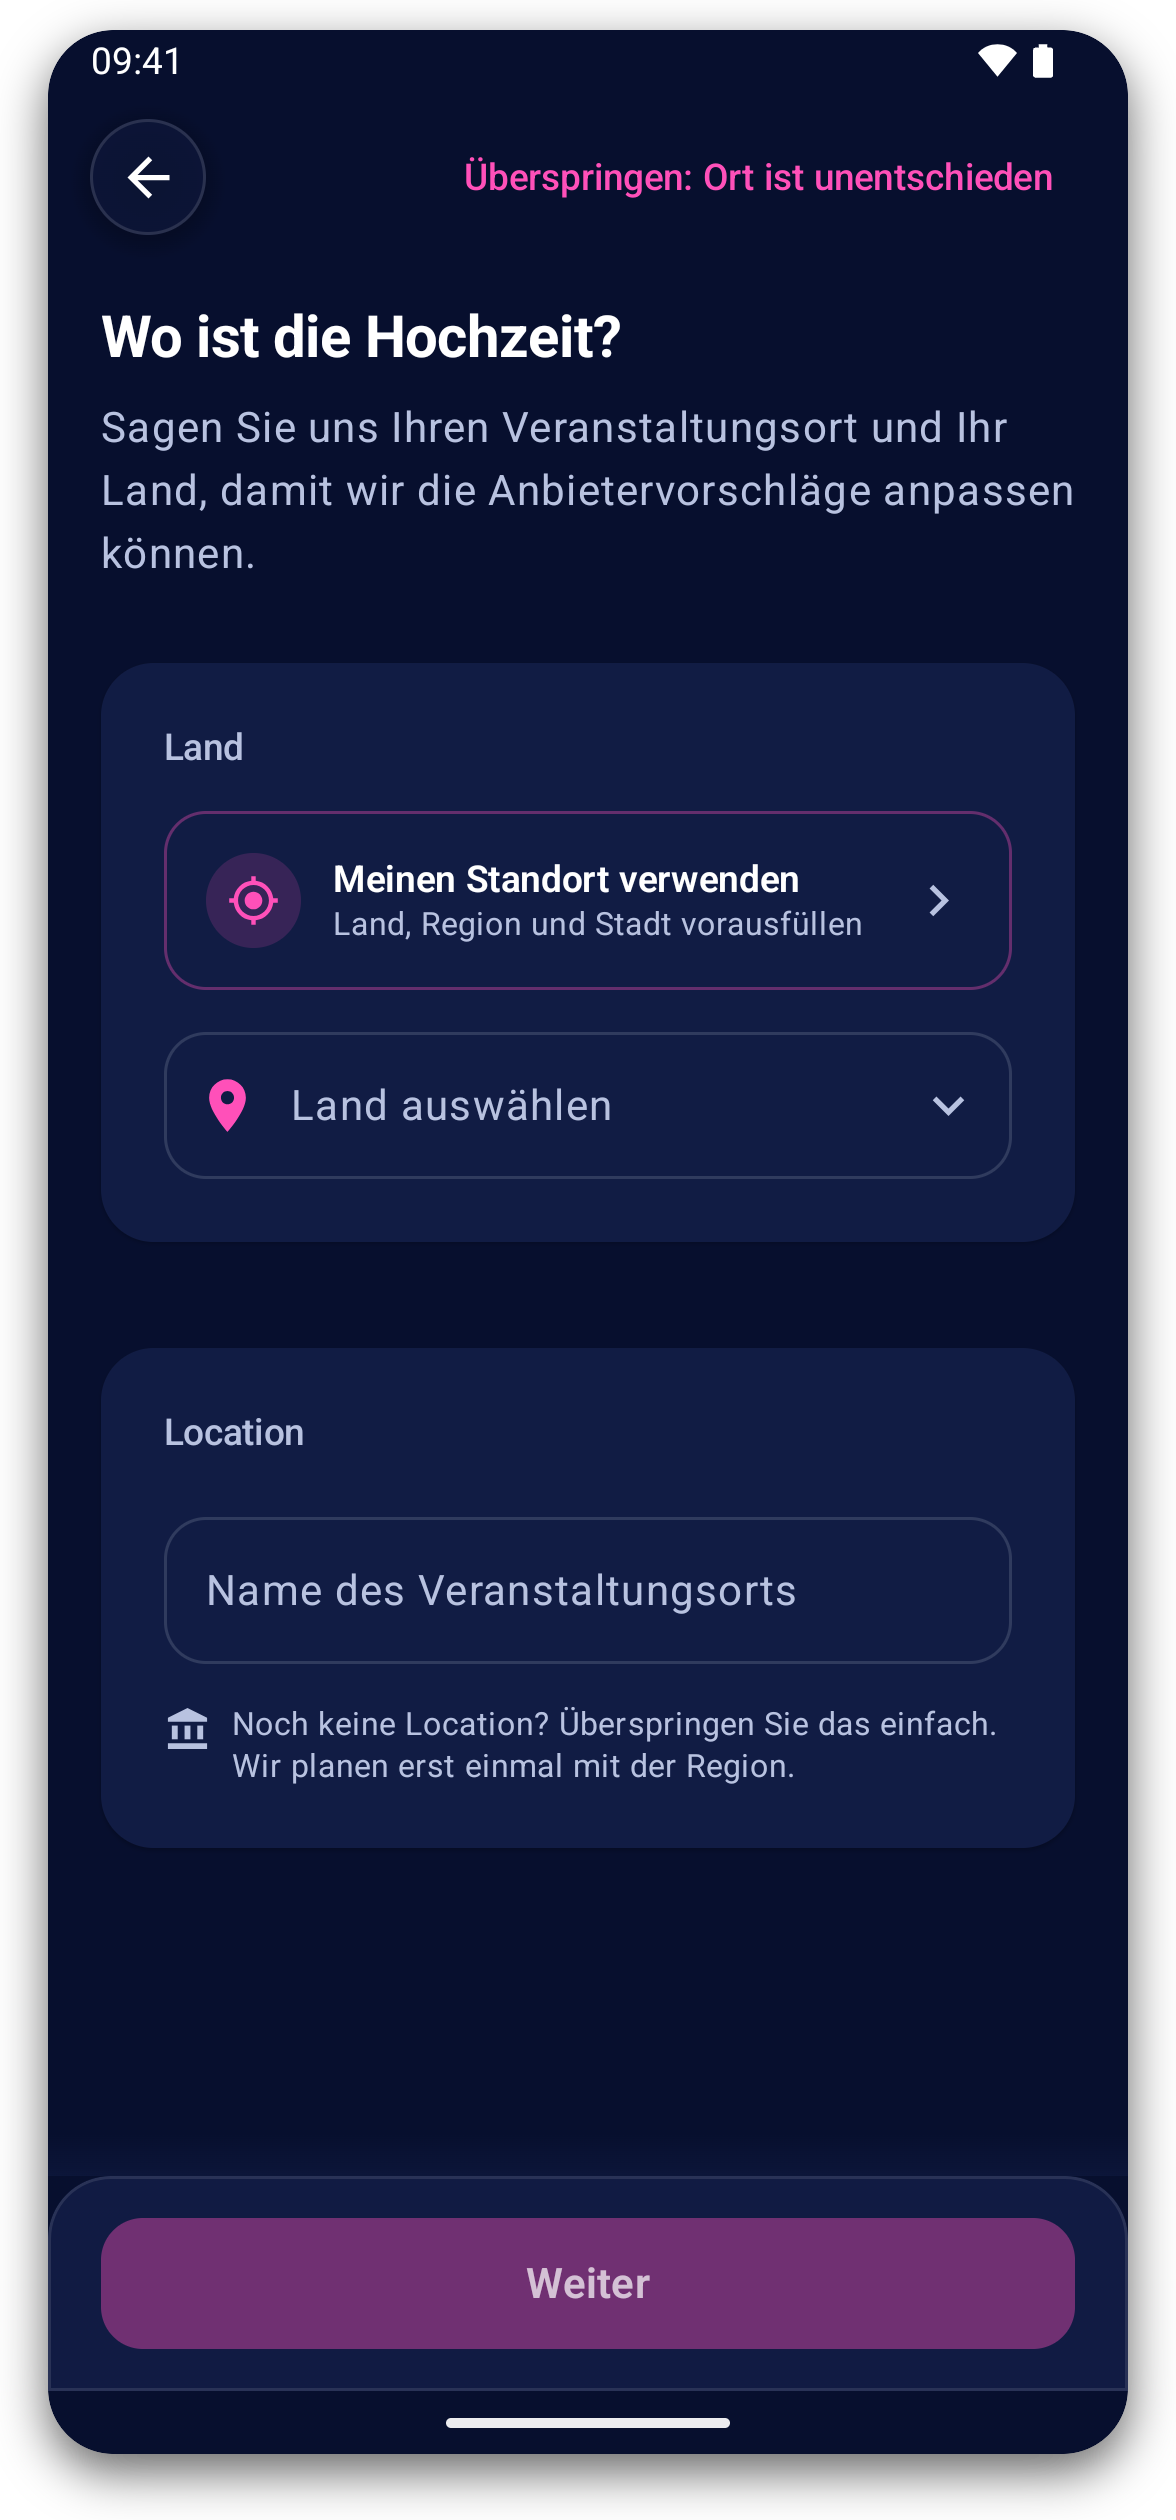 09:41
Überspringen: Ort ist unentschieden
Wo ist die Hochzeit?
Sagen Sie uns Ihren Veranstaltungsort und Ihr
Land, damit wir die Anbietervorschläge anpassen
können.
Land
Meinen Standort verwenden
Land, Region und Stadt vorausfüllen
Land auswählen
Location
Name des Veranstaltungsorts
Noch keine Location? Überspringen Sie das einfach.
Wir planen erst einmal mit der Region.
Weiter